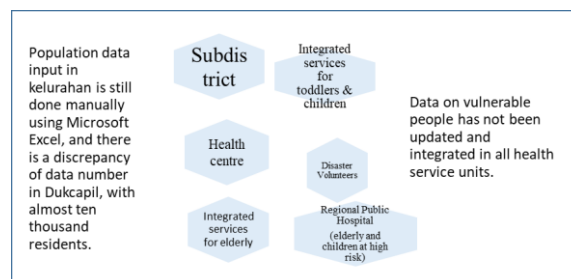 Population data
input in
kelurahan is still
done manually
using Microsoft
Excel, and there
is a discrepancy
of data number
in Dukcapil, with
almost ten
thousand
residents.
Subdis
trict
Integrated
services
for
toddlers &
children
Health
centre
Disaster
Volunteers
Integrated
services
for elderly
Regional Public
Hospital
(elderly and
children at high
risk)
Data on vulnerable
people has not been
updated and
integrated in all health
service units.